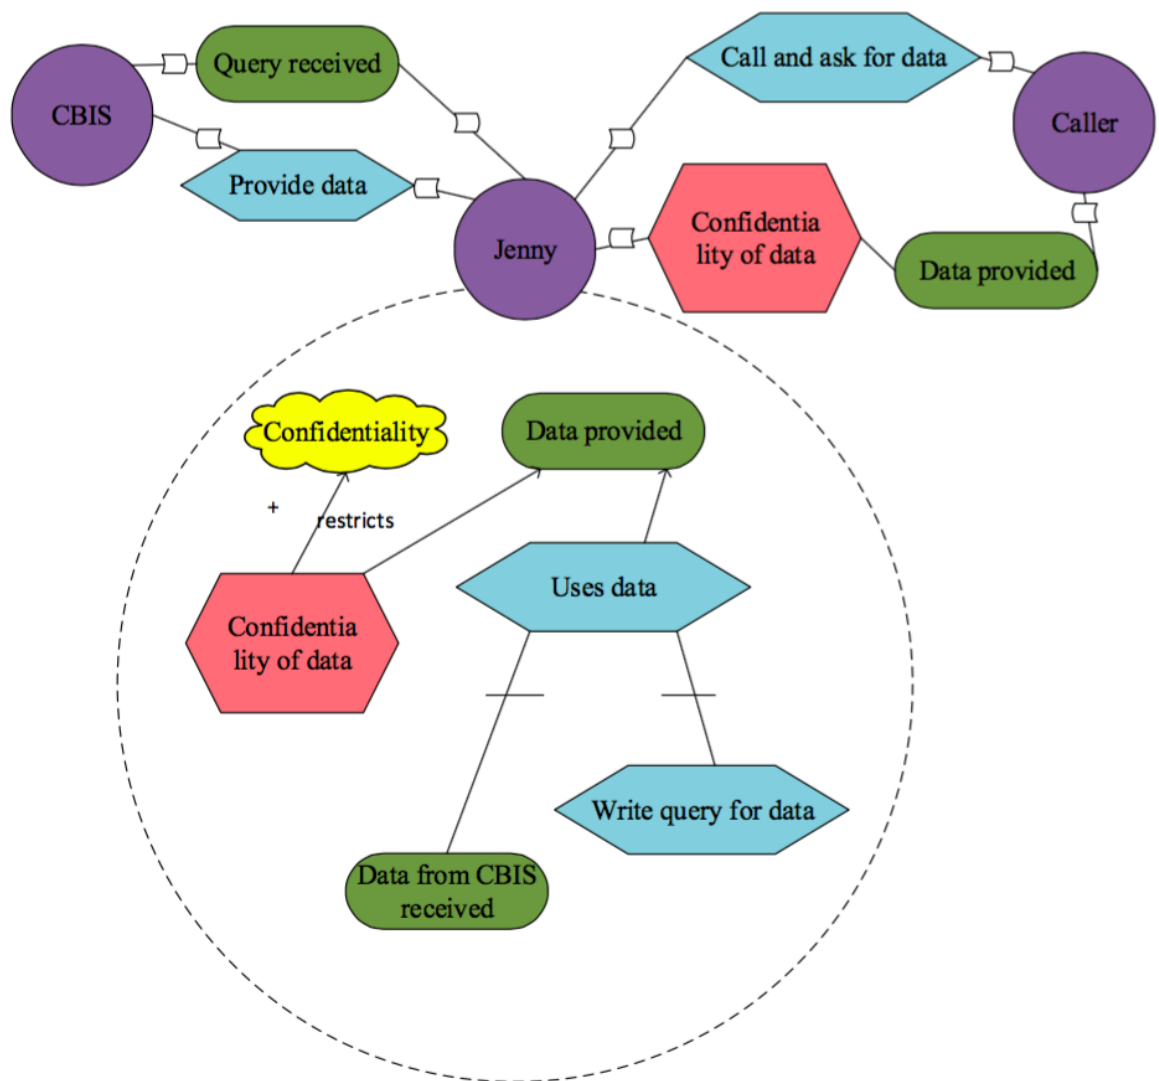 Query received
Call and ask for data
CBIS
Caller
Provide data
Confidentia
lity of data
Jenny
Data provided
Confidentiality
Data provided
+
restricts
Uses data
Confidentia
lity of data
Write query for data
Data from CBIS
received